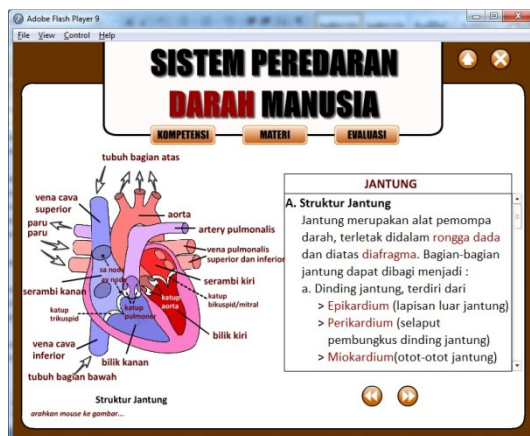 Adobe Flash Player 9
File View Control Help
SISTEM PEREDARAN
DARAH MANUSIA
KOMPETENSI
MATERI
EVALUASI
tubuh bagian atas
vena cava
superior
paru
paru
aorta
artery pulmonalis
vena pulmonalis
superior dan inferior
sa node
av node
serambi kanan
serambi kiri
katup
bikuspid/mitral
katup
aorta
katup
pulmoner
katup
trikuspid
bilik kiri
vena cava
inferior
bilik kanan
tubuh bagian bawah
Struktur Jantung
arahkan mouse ke gambar...
JANTUNG
A. Struktur Jantung
Jantung merupakan alat pemompa
darah, terletak didalam rongga dada
dan diatas diafragma. Bagian-bagian
jantung dapat dibagi menjadi :
a. Dinding jantung, terdiri dari
> Epikardium (lapisan luar jantung)
> Perikardium (selaput
pembungkus dinding jantung)
> Miokardium(otot-otot jantung)